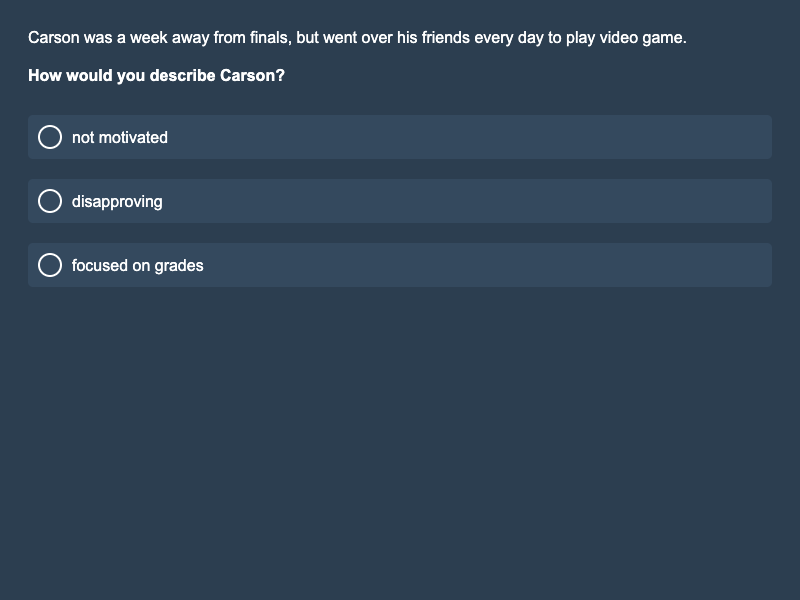 Carson was a week away from finals, but went over his friends every day to play video game.
How would you describe Carson?
not motivated
disapproving
focused on grades